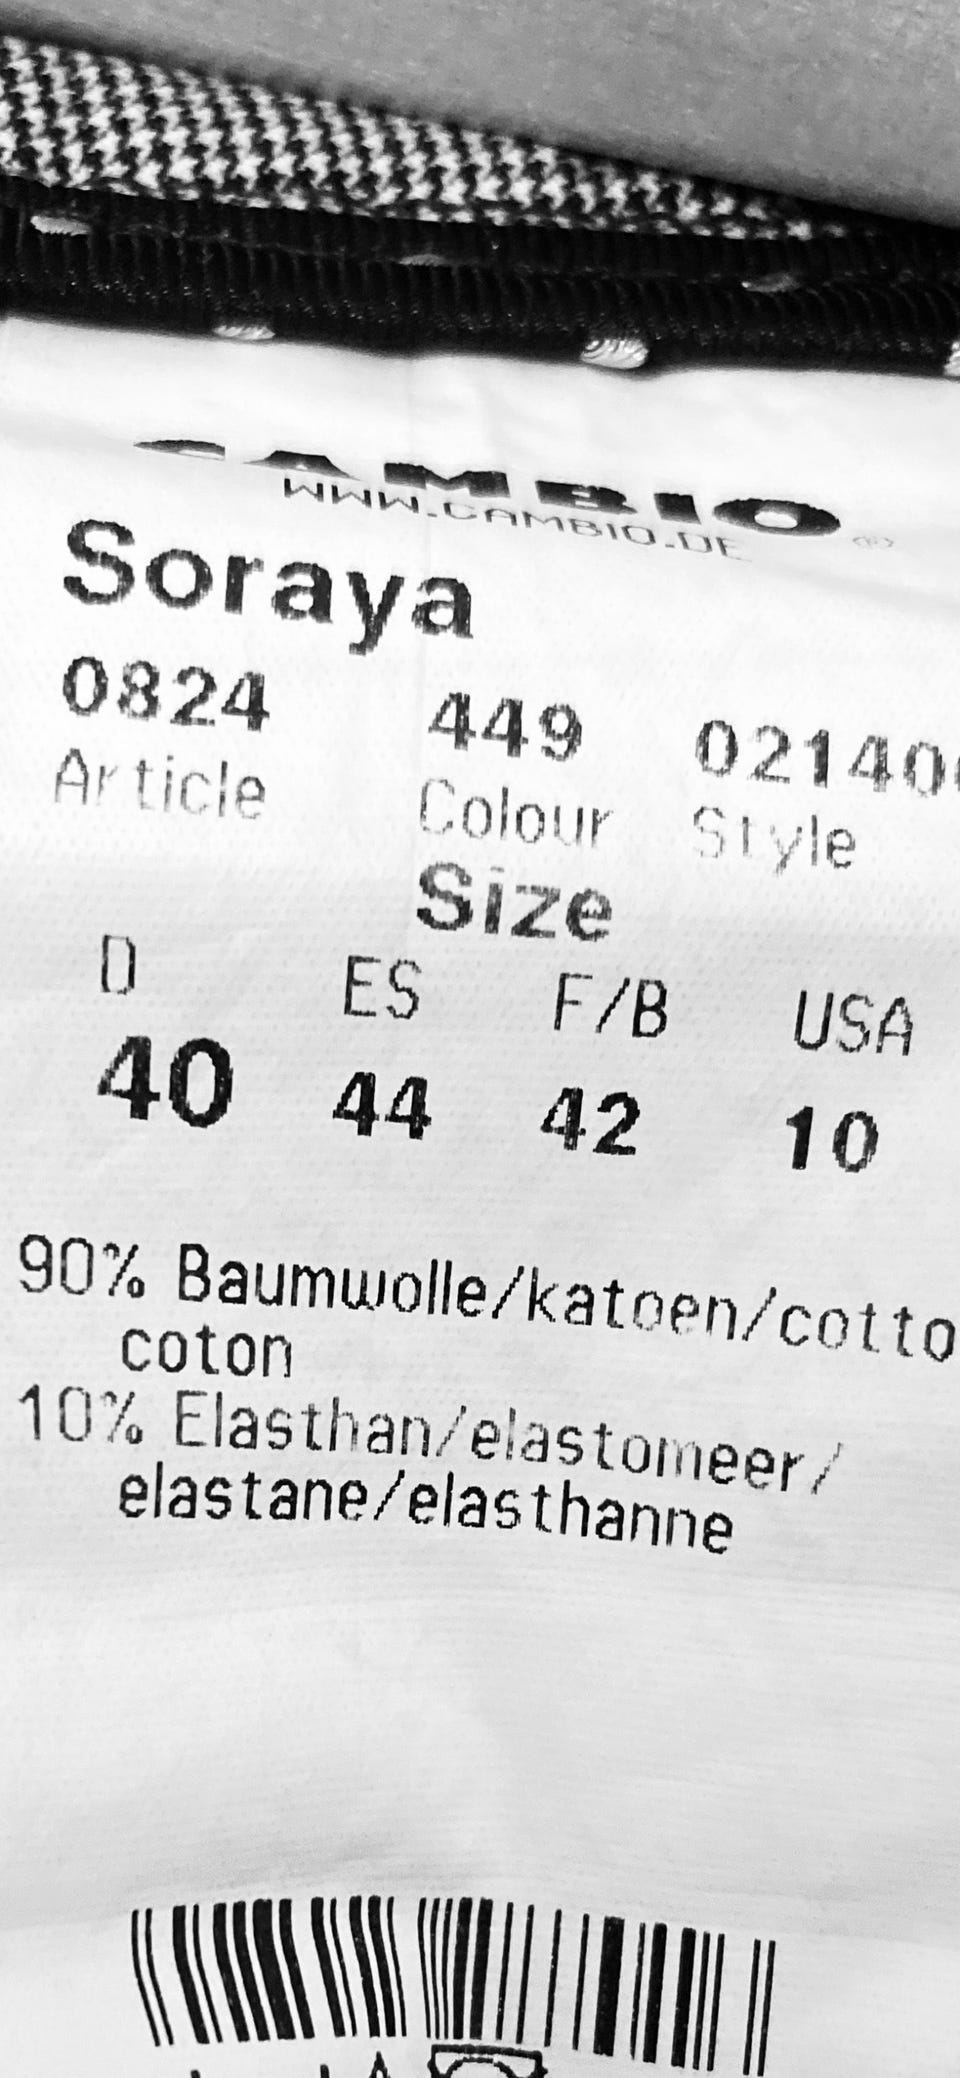 CAMBIO
WWW.CAMBIO.DE
Soraya
0824 449 02140
Article Colour Style
Size
D ES F/B USA
40 44 42 10
90% Baumwolle/katoen/cotto
coton
10% Elasthan/elastomeer/
elastane/elasthanne